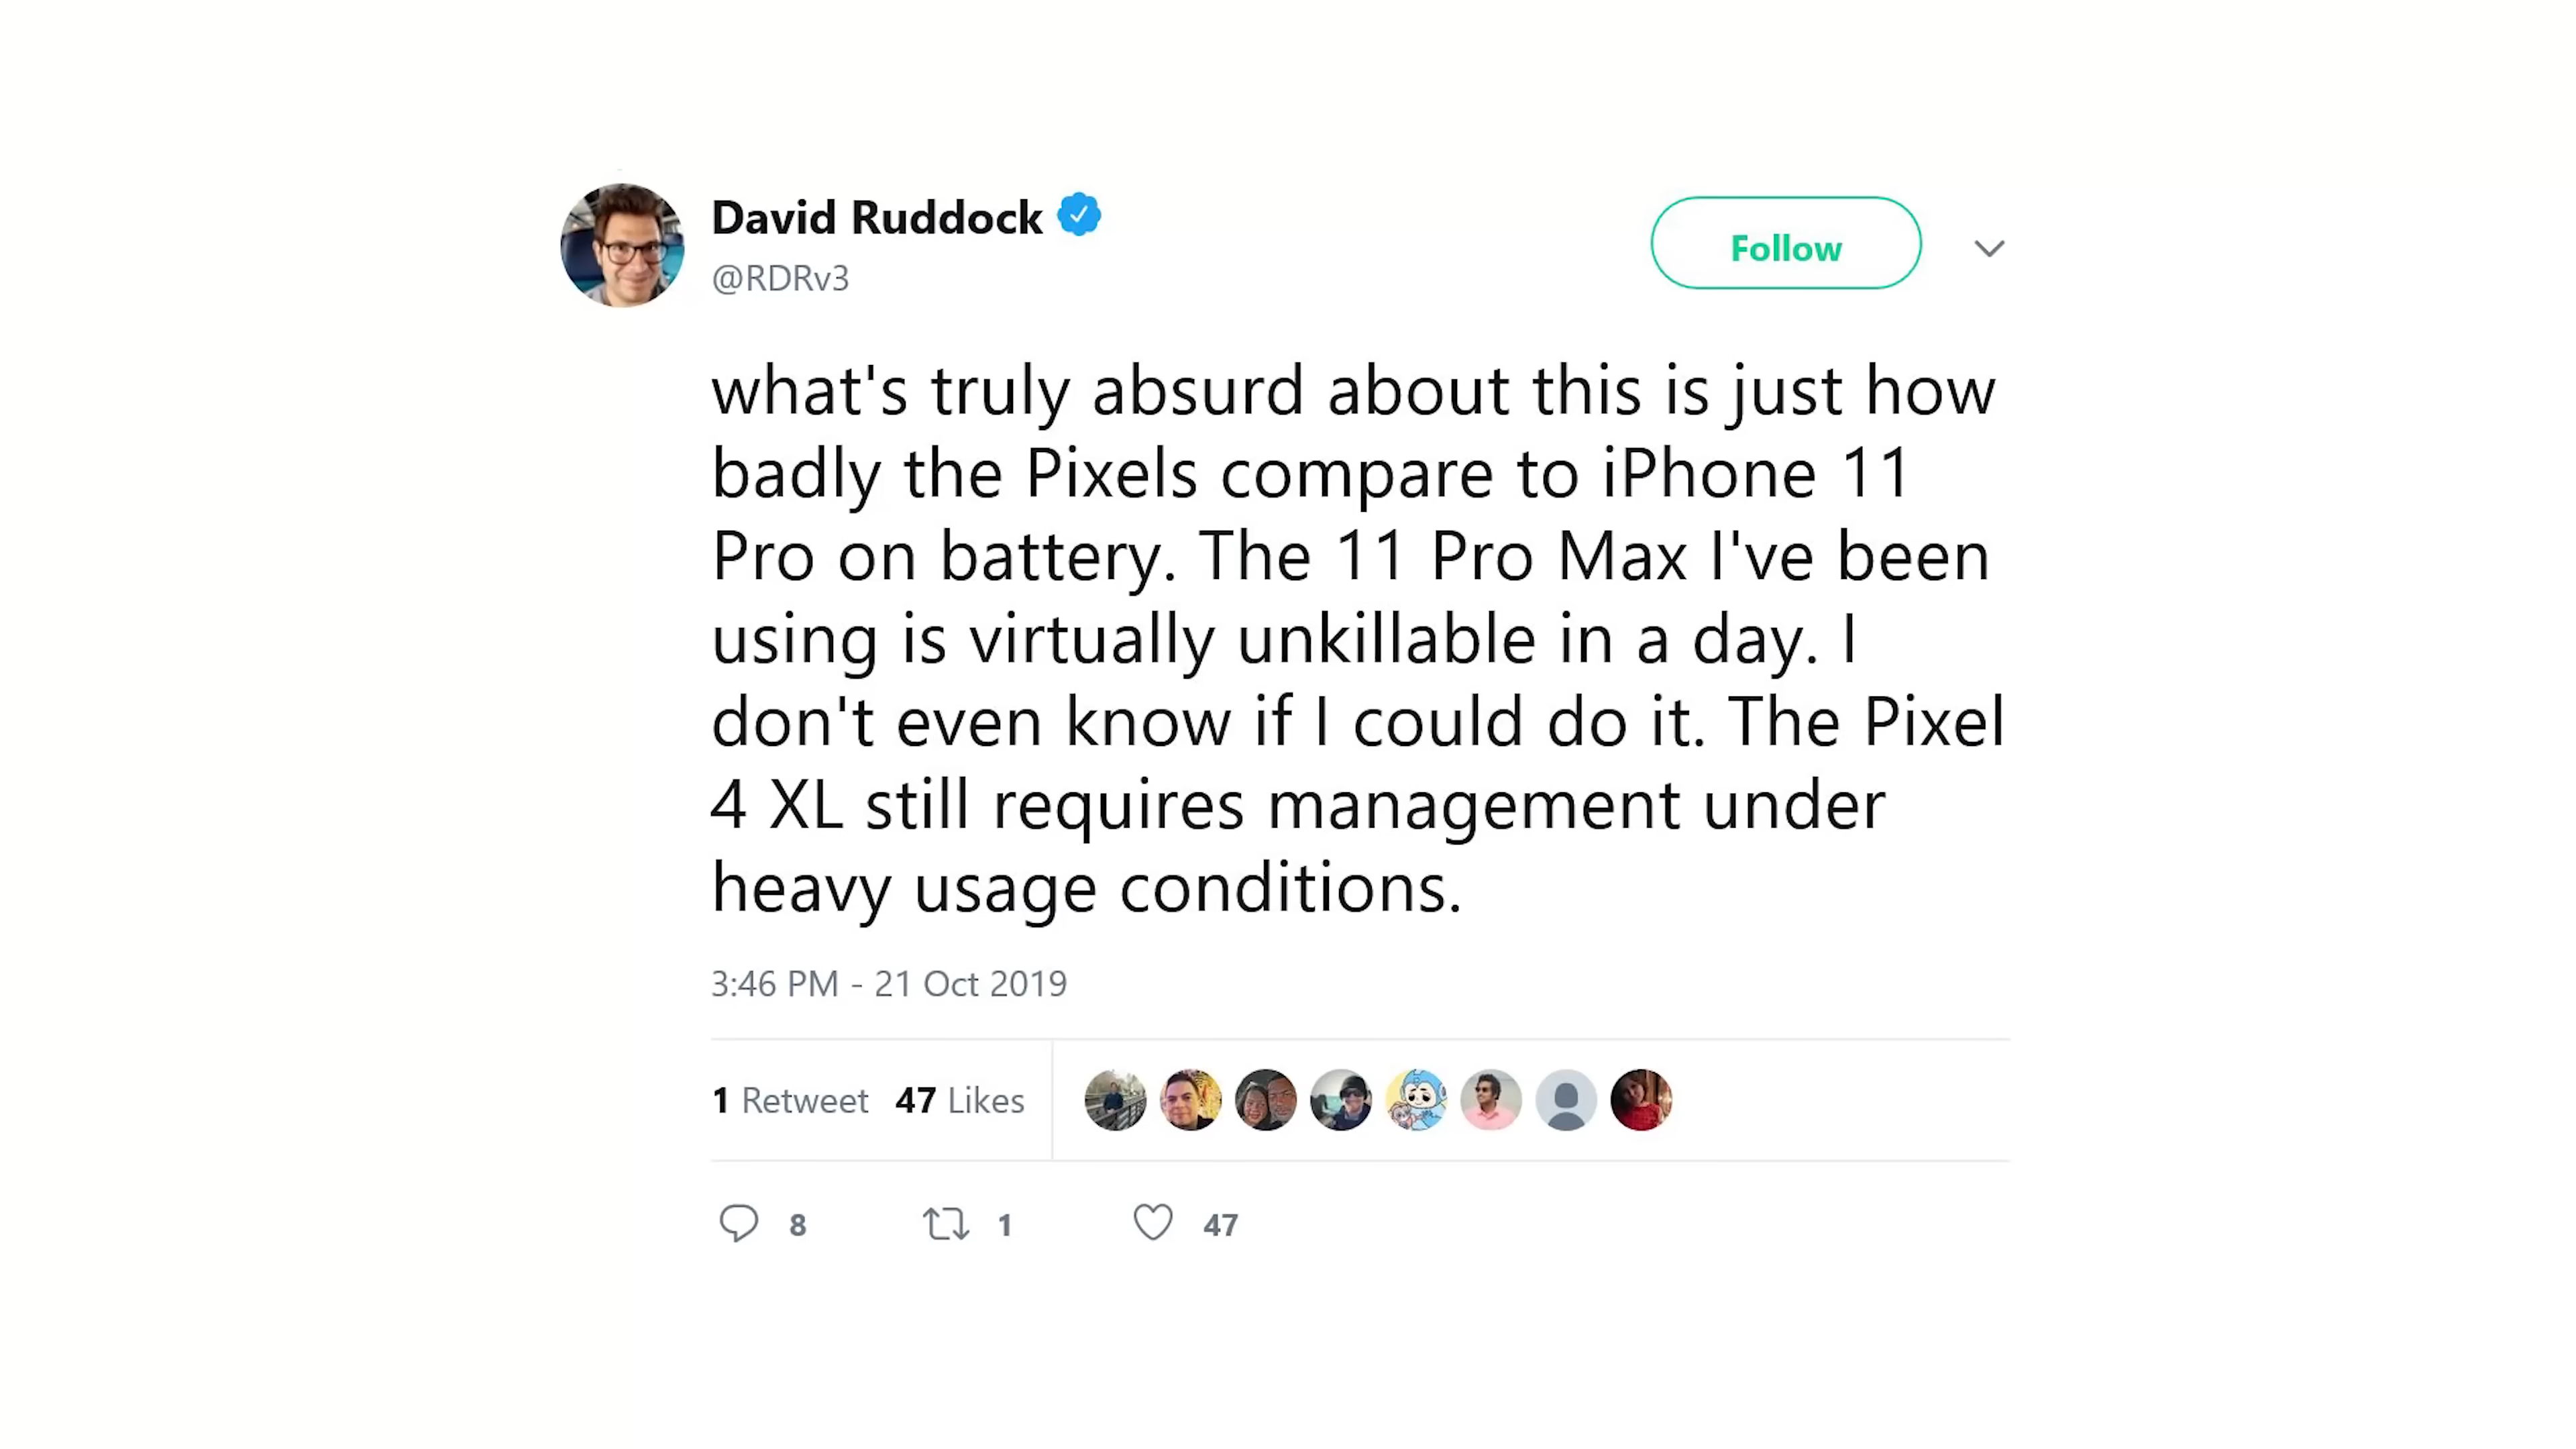 David Ruddock
@RDRv3
Follow
what's truly absurd about this is just how
badly the Pixels compare to iPhone 11
Pro on battery. The 11 Pro Max I've been
using is virtually unkillable in a day. I
don't even know if I could do it. The Pixel
4 XL still requires management under
heavy usage conditions.
3:46 PM - 21 Oct 2019
1 Retweet 47 Likes
8 1 47